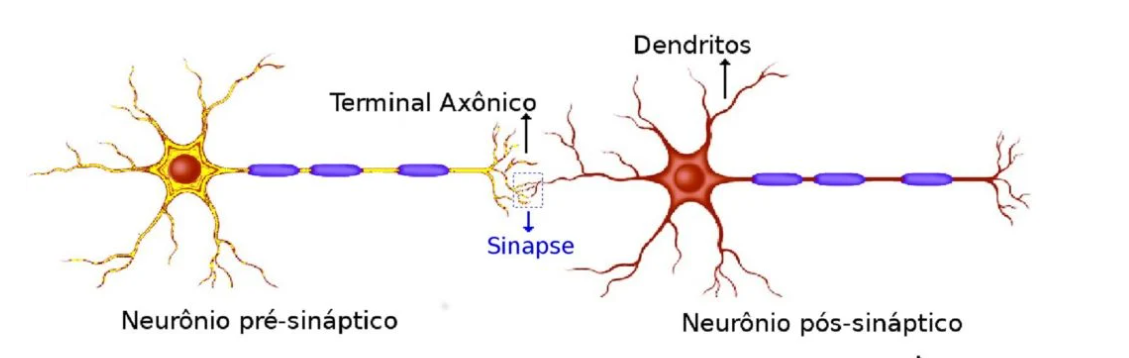 Dendritos
Terminal Axônico
Sinapse
Neurônio pré-sináptico
Neurônio pós-sináptico